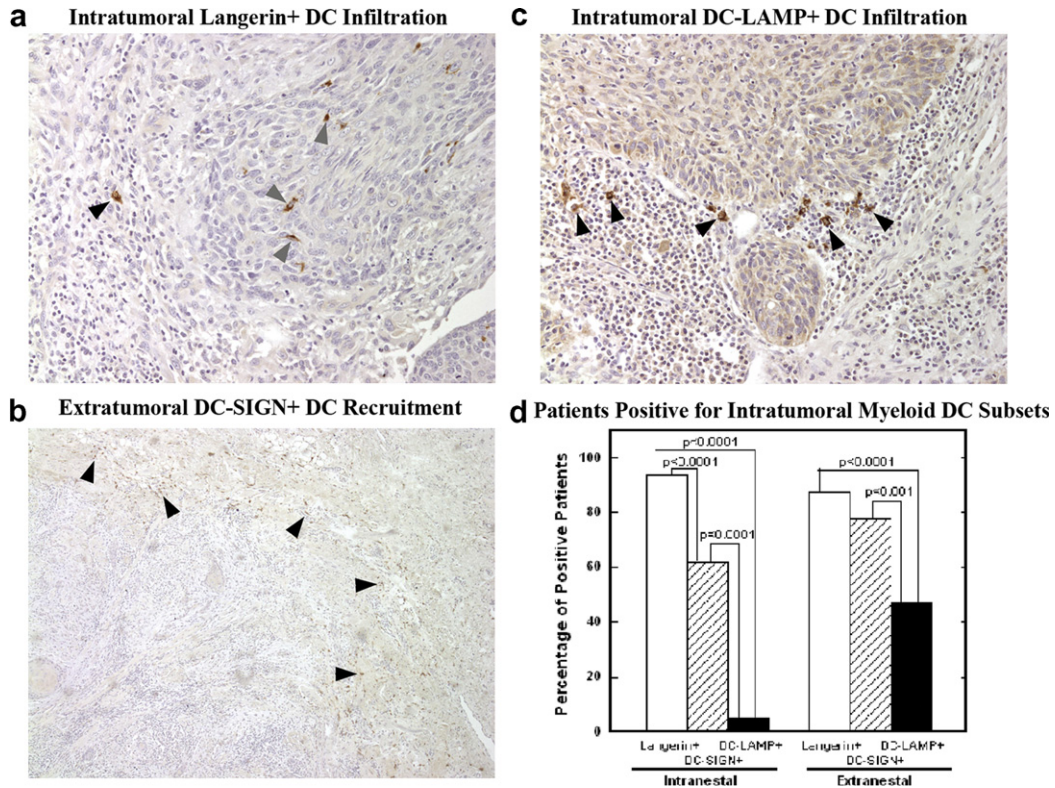 a Intratumoral Langerin+ DC Infiltration
b Extratumoral DC-SIGN+ DC Recruitment
c Intratumoral DC-LAMP+ DC Infiltration
d Patients Positive for Intratumoral Myeloid DC Subsets
Percentage of Positive Patients
100
80
60
40
20
0
p<0.0001
p<0.0001
p=0.0001
p<0.0001
p=0.001
Langerin+ DC-LAMP+ Langerin+ DC-LAMP+
DC-SIGN+ DC-SIGN+
Intranestal Extranestal